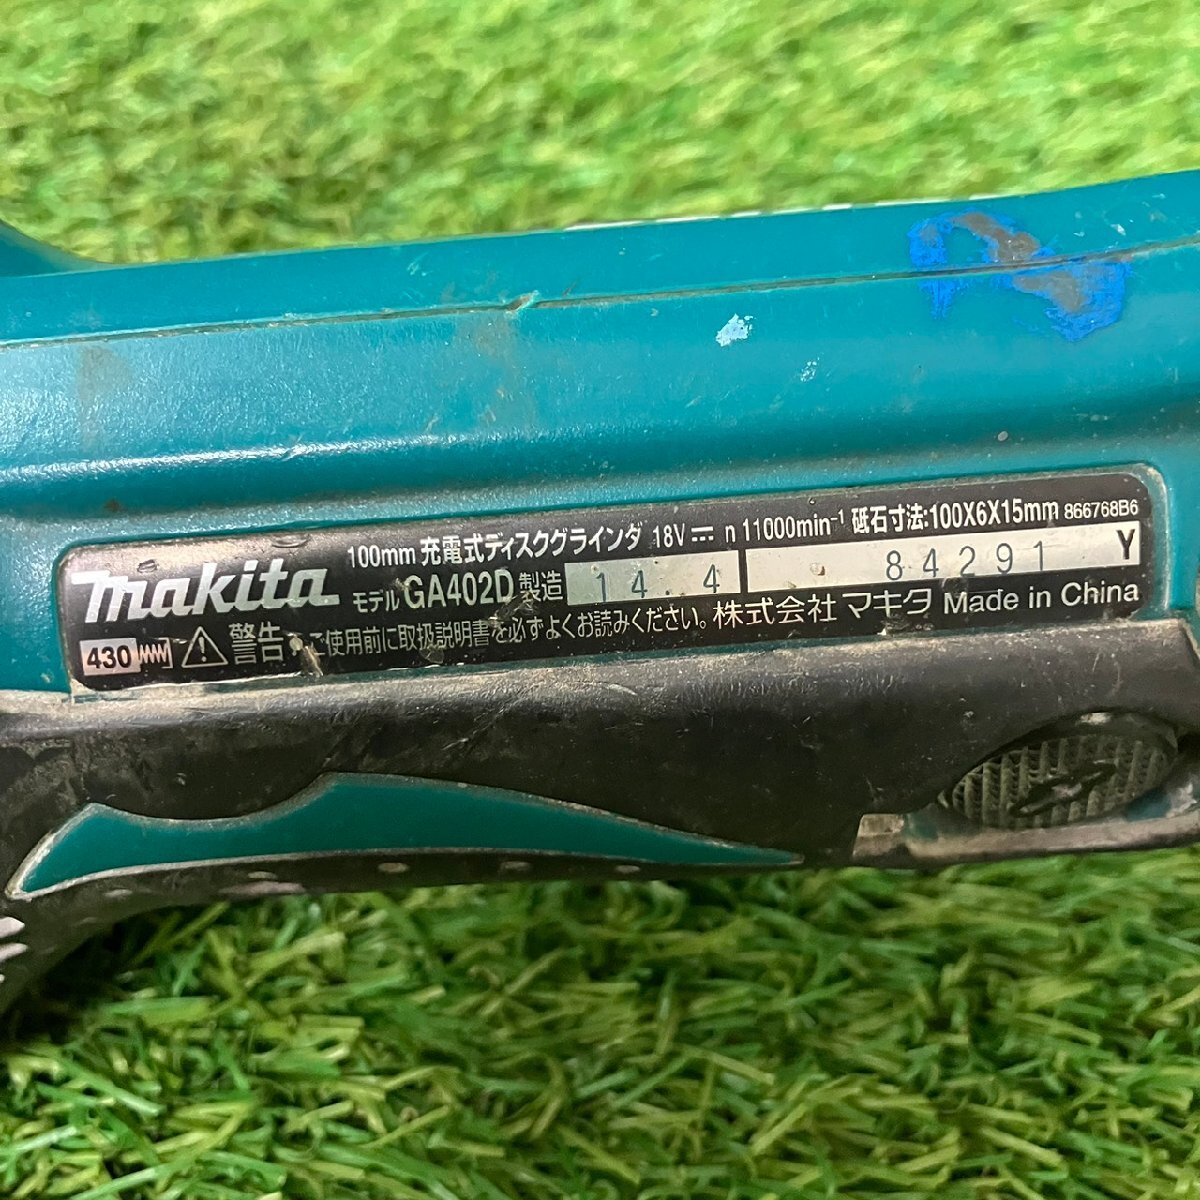 100mm 充電式ディスクグラインダ 18V⎓ n 11000min⁻¹ 砥石寸法:100X6X15mm 866768B6
makita モデル GA402D 製造 14.4 84291 Y
430 警告 ご使用前に取扱説明書を必ずよくお読みください。株式会社 マキタ Made in China